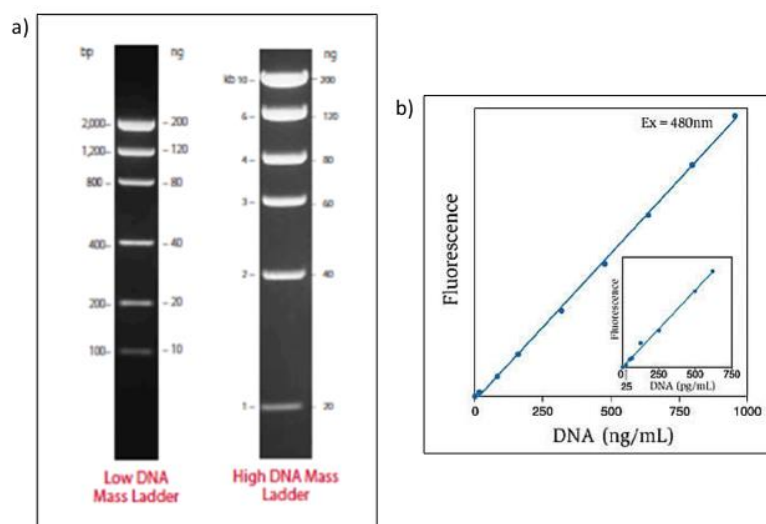 a)
bp ng
2,000- - 200
1,200- - 120
800- - 80
400- - 40
200- - 20
100- - 10
Low DNA
Mass Ladder
ng
kb 10 - - 200
6 - - 120
4 - - 80
3 - - 60
2 - - 40
1 - - 20
High DNA Mass
Ladder
b)
Ex = 480nm
Fluorescence
0 250 500 750 1000
DNA (ng/mL)
Fluorescence
0 250 500 750
25
DNA (pg/mL)